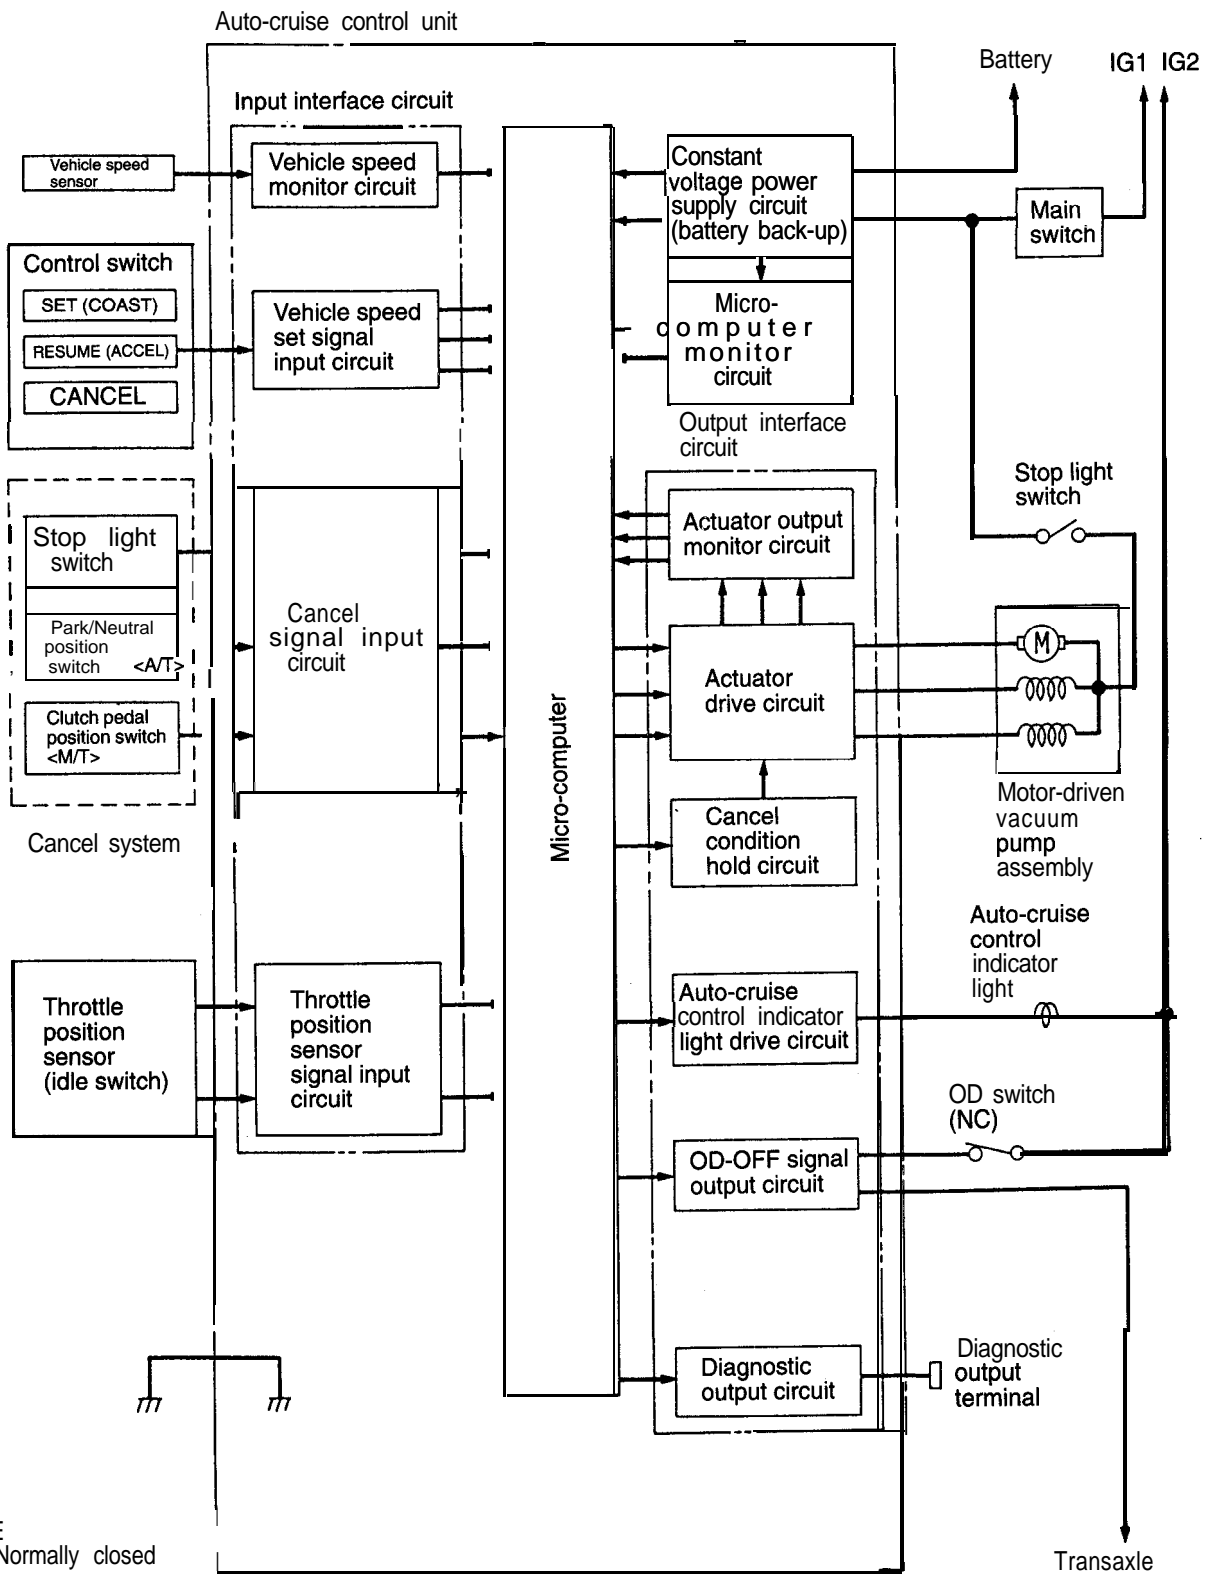 Auto-cruise control unit
Battery
IG1 IG2
Input interface circuit
Vehicle speed
sensor
Vehicle speed
monitor circuit
Constant
voltage power
supply circuit
(battery back-up)
Main
switch
Control switch
SET (COAST)
RESUME (ACCEL)
CANCEL
Vehicle speed
set signal
input circuit
Micro-
computer
monitor
circuit
Output interface
circuit
Stop light
switch
Stop light
switch
Park/Neutral
position
switch <A/T>
Clutch pedal
position switch
<M/T>
Cancel system
Cancel
signal input
circuit
Micro-computer
Actuator output
monitor circuit
Actuator
drive circuit
M
Motor-driven
vacuum
pump
assembly
Cancel
condition
hold circuit
Auto-cruise
control
indicator
light
Throttle
position
sensor
(idle switch)
Throttle
position
sensor
signal input
circuit
Auto-cruise
control indicator
light drive circuit
OD switch
(NC)
OD-OFF signal
output circuit
Diagnostic
output circuit
Diagnostic
output
terminal
Normally closed
Transaxle